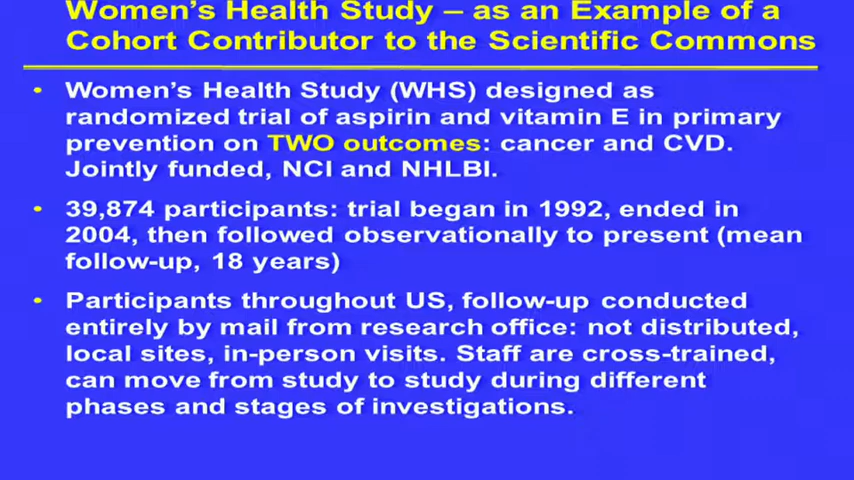 Women's Health Study – as an Example of a
Cohort Contributor to the Scientific Commons
• Women's Health Study (WHS) designed as
randomized trial of aspirin and vitamin E in primary
prevention on TWO outcomes: cancer and CVD.
Jointly funded, NCI and NHLBI.
• 39,874 participants: trial began in 1992, ended in
2004, then followed observationally to present (mean
follow-up, 18 years)
• Participants throughout US, follow-up conducted
entirely by mail from research office: not distributed,
local sites, in-person visits. Staff are cross-trained,
can move from study to study during different
phases and stages of investigations.